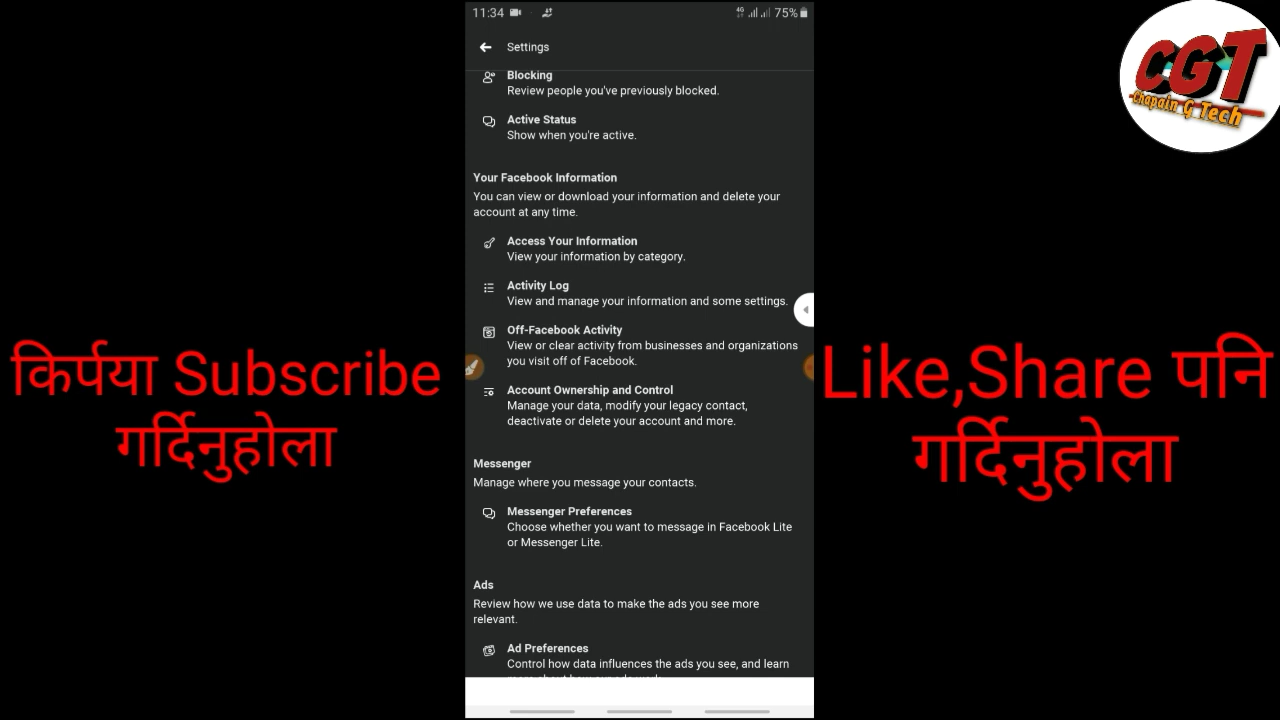 11:34
4G
75%
CGT
Chapain G Tech
Settings
Blocking
Review people you've previously blocked.
Active Status
Show when you're active.
Your Facebook Information
You can view or download your information and delete your
account at any time.
Access Your Information
View your information by category.
Activity Log
View and manage your information and some settings.
Off-Facebook Activity
View or clear activity from businesses and organizations
you visit off of Facebook.
Account Ownership and Control
Manage your data, modify your legacy contact,
deactivate or delete your account and more.
Messenger
Manage where you message your contacts.
Messenger Preferences
Choose whether you want to message in Facebook Lite
or Messenger Lite.
Ads
Review how we use data to make the ads you see more
relevant.
Ad Preferences
Control how data influences the ads you see, and learn
किर्पया Subscribe
गर्दिनुहोला
Like,Share पनि
गर्दिनुहोला